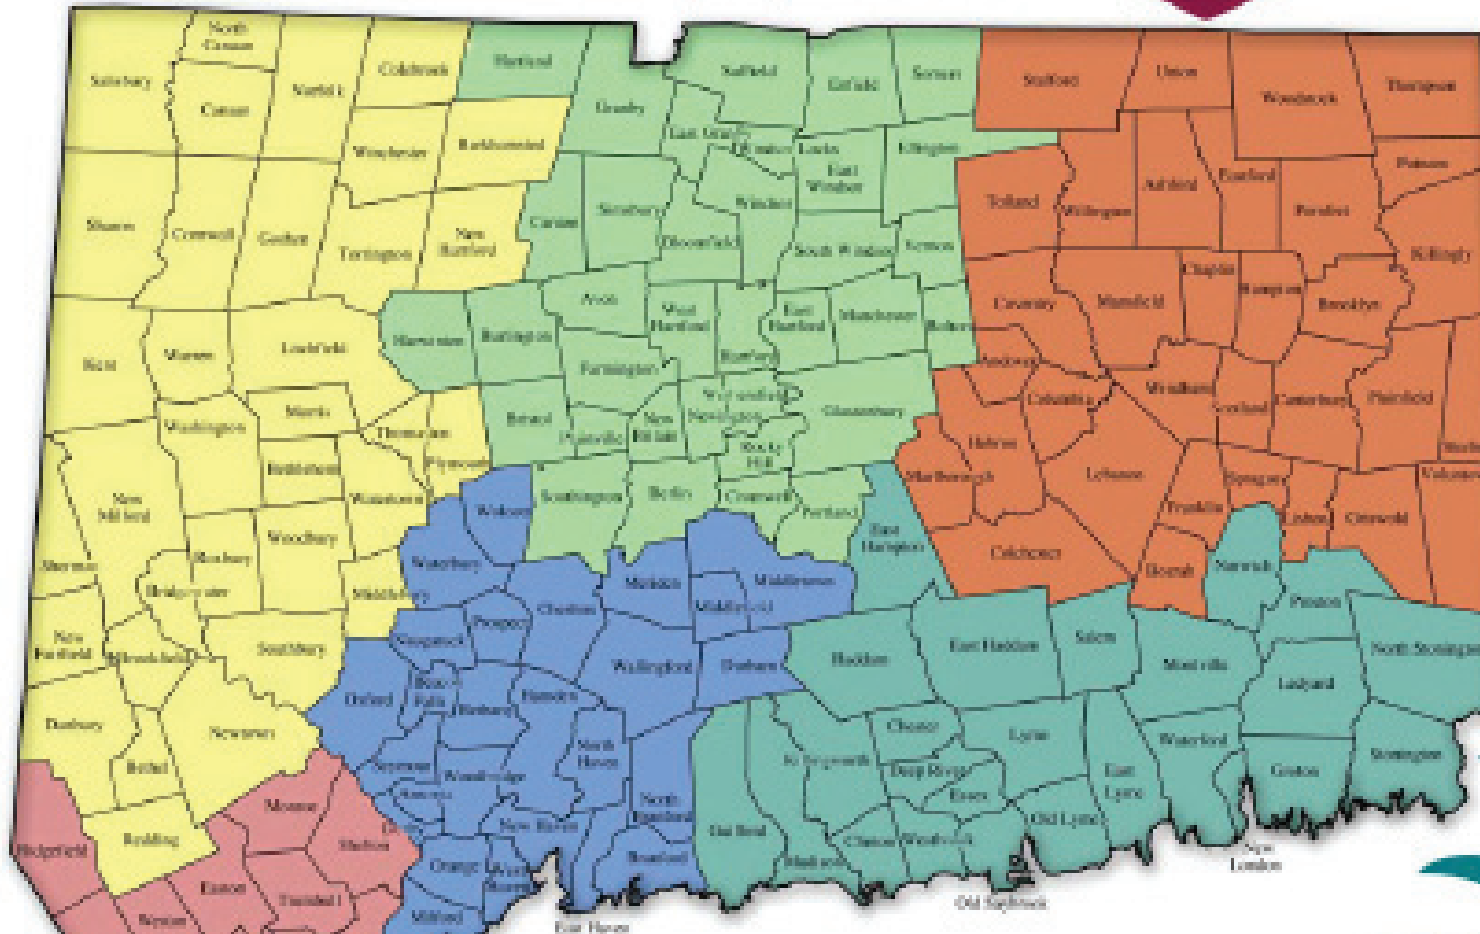 North
Canaan
Colebrook
Hartland
Suffield
Enfield
Somers
Stafford
Union
Woodstock
Thompson
Salisbury
Canaan
Norfolk
Granby
East Granby
Windsor Locks
Ellington
Winchester
Barkhamsted
East
Windsor
Tolland
Willington
Ashford
Eastford
Pomfret
Putnam
Sharon
Cornwall
Goshen
Torrington
New
Hartford
Canton
Simsbury
Bloomfield
Windsor
South Windsor
Vernon
Killingly
Kent
Warren
Litchfield
Harwinton
Burlington
Avon
West
Hartford
Hartford
East
Hartford
Manchester
Bolton
Coventry
Mansfield
Chaplin
Hampton
Brooklyn
Farmington
Andover
Columbia
Windham
Scotland
Canterbury
Plainfield
Washington
Morris
Thomaston
Plymouth
Bristol
Plainville
New
Britain
Newington
Wethersfield
Rocky
Hill
Glastonbury
Hebron
Marlborough
Lebanon
Franklin
Sprague
Lisbon
Griswold
New
Milford
Bethlehem
Watertown
Wolcott
Southington
Berlin
Cromwell
Portland
East
Hampton
Colchester
Bozrah
Norwich
Preston
Sherman
Bridgewater
Roxbury
Woodbury
Middlebury
Waterbury
Cheshire
Meriden
Middletown
Middlefield
New
Fairfield
Brookfield
Southbury
Naugatuck
Prospect
Wallingford
Durham
Haddam
East Haddam
Salem
Montville
Ledyard
North Stonington
Danbury
Bethel
Newtown
Oxford
Beacon
Falls
Bethany
Hamden
North
Haven
Killingworth
Chester
Deep River
Essex
Lyme
East
Lyme
Waterford
Groton
Stonington
Ridgefield
Redding
Monroe
Seymour
Ansonia
Woodbridge
Derby
Shelton
New Haven
North
Branford
Guilford
Madison
Clinton
Westbrook
Old Lyme
New
London
Easton
Weston
Trumbull
Orange
West
Haven
Milford
Branford
East Haven
Old Saybrook